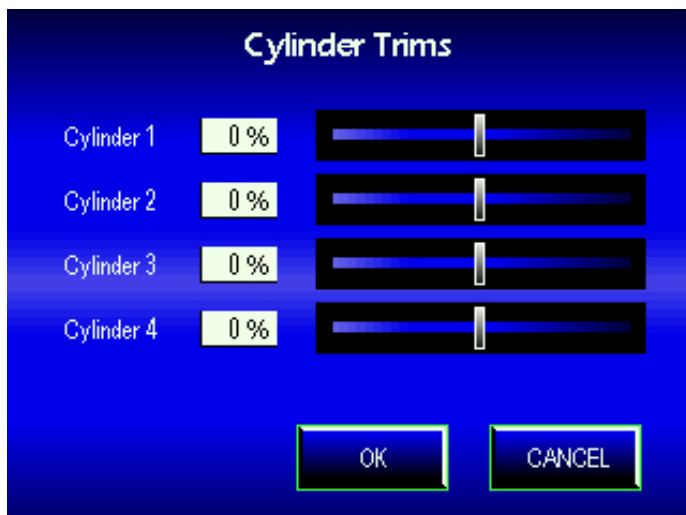 Cylinder Trims
Cylinder 1 0 %
Cylinder 2 0 %
Cylinder 3 0 %
Cylinder 4 0 %
OK CANCEL